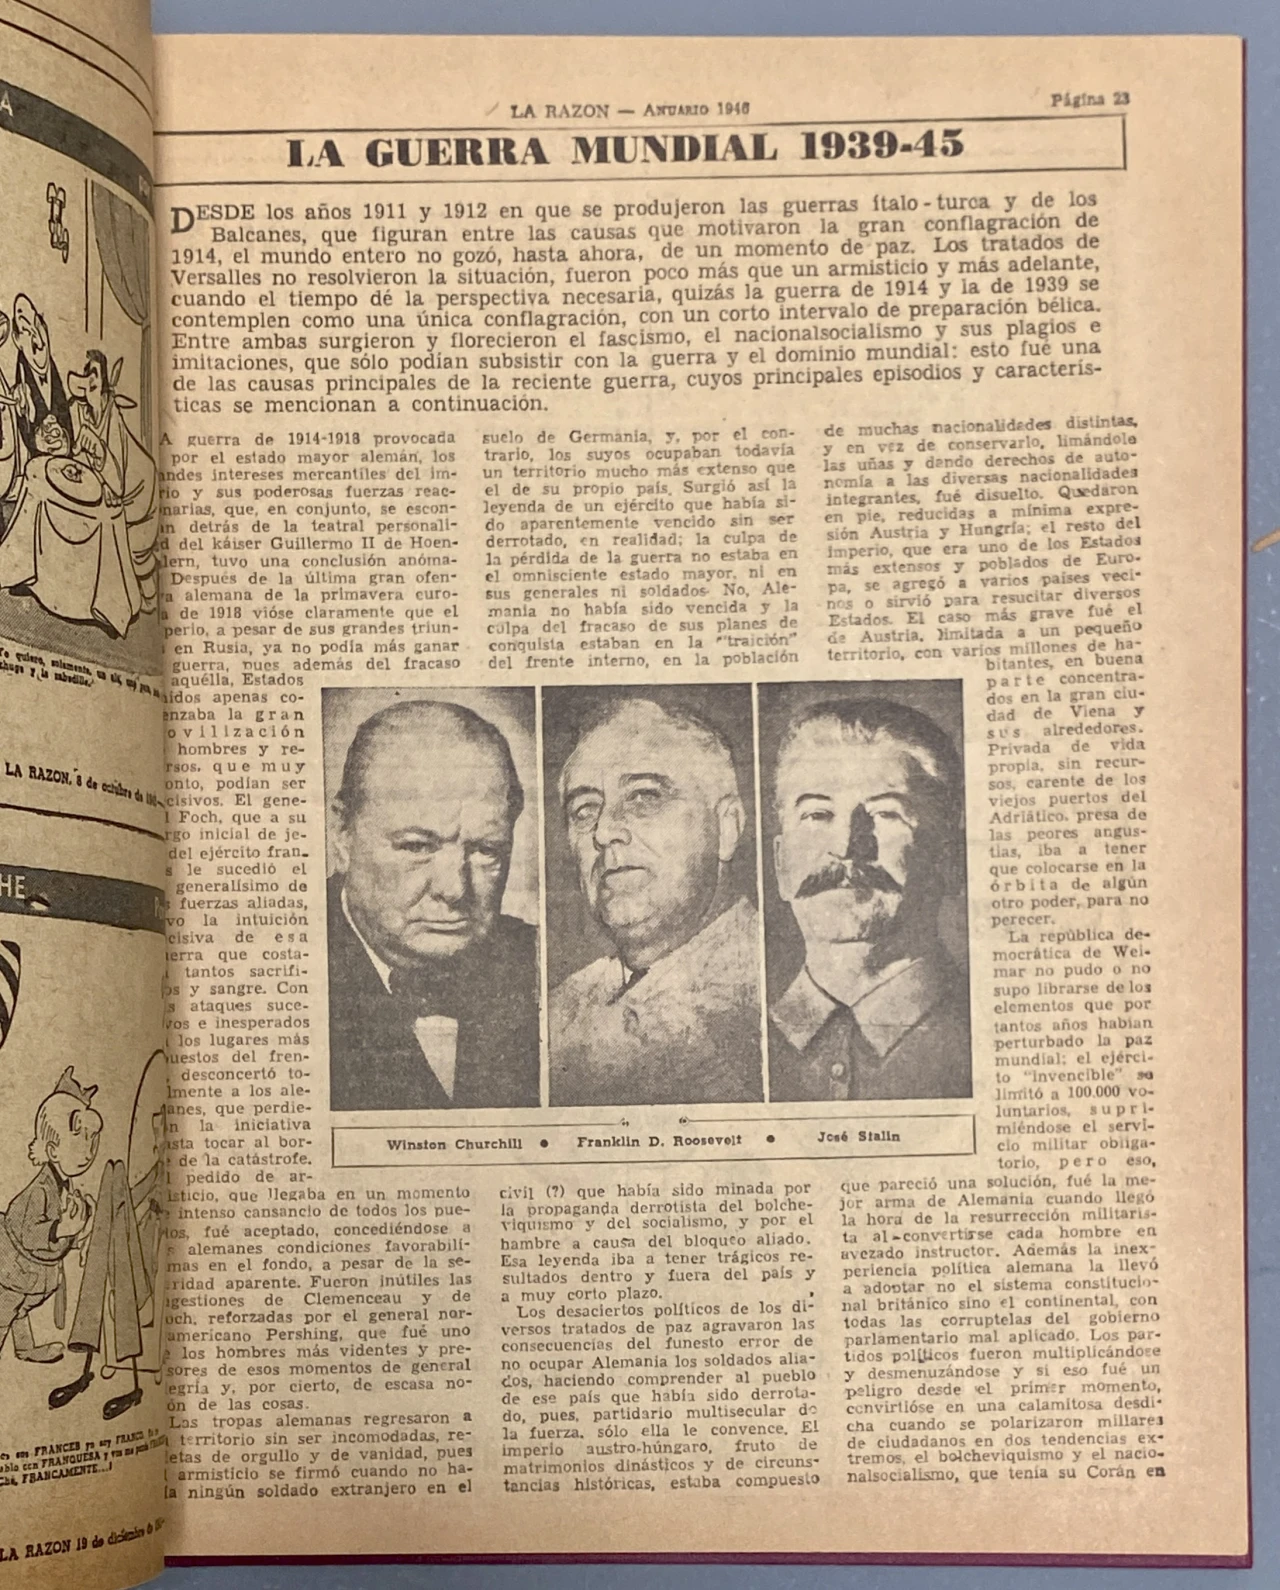 LA RAZON — ANUARIO 1946
Página 23
LA GUERRA MUNDIAL 1939-45
DESDE los años 1911 y 1912 en que se produjeron las guerras ítalo-turca y de los
Balcanes, que figuran entre las causas que motivaron la gran conflagración de
1914, el mundo entero no gozó, hasta ahora, de un momento de paz. Los tratados de
Versalles no resolvieron la situación, fueron poco más que un armisticio y más adelante,
cuando el tiempo dé la perspectiva necesaria, quizás la guerra de 1914 y la de 1939 se
contemplen como una única conflagración, con un corto intervalo de preparación bélica.
Entre ambas surgieron y florecieron el fascismo, el nacionalsocialismo y sus plagios e
imitaciones, que sólo podían subsistir con la guerra y el dominio mundial: esto fué una
de las causas principales de la reciente guerra, cuyos principales episodios y caracterís-
ticas se mencionan a continuación.
A guerra de 1914-1918 provocada
por el estado mayor alemán, los
andes intereses mercantiles del im-
rio y sus poderosas fuerzas reac-
narias, que, en conjunto, se escon-
n detrás de la teatral personali-
d del káiser Guillermo II de Hoen-
lern, tuvo una conclusión anóma-
Después de la última gran ofen-
a alemana de la primavera euro-
a de 1918 vióse claramente que el
perio, a pesar de sus grandes triun-
en Rusia, ya no podía más ganar
guerra, pues además del fracaso
aquélla, Estados
idos apenas co-
enzaba la gran
ovilización
hombres y re-
rsos, que muy
onto, podían ser
cisivos. El gene-
l Foch, que a su
rgo inicial de je-
del ejército fran-
s le sucedió el
generalísimo de
s fuerzas aliadas,
vo la intuición
cisiva de esa
erra que costa-
tantos sacrifi-
os y sangre. Con
s ataques suce-
vos e inesperados
los lugares más
uestos del fren-
desconcertó to-
lmente a los ale-
anes, que perdie-
n la iniciativa
sta tocar al bor-
e de la catástrofe.
l pedido de ar-
isticio, que llegaba en un momento
e intenso cansancio de todos los pue-
los, fué aceptado, concediéndose a
s alemanes condiciones favorabilí-
mas en el fondo, a pesar de la se-
ridad aparente. Fueron inútiles las
gestiones de Clemenceau y de
och, reforzadas por el general nor-
americano Pershing, que fué uno
e los hombres más videntes y pre-
sores de esos momentos de general
egría y, por cierto, de escasa no-
ón de las cosas.
Las tropas alemanas regresaron a
territorio sin ser incomodadas, re-
letas de orgullo y de vanidad, pues
l armisticio se firmó cuando no ha-
ía ningún soldado extranjero en el
suelo de Germania, y, por el con-
trario, los suyos ocupaban todavía
un territorio mucho más extenso que
el de su propio país. Surgió así la
leyenda de un ejército que había si-
do aparentemente vencido sin ser
derrotado, en realidad; la culpa de
la pérdida de la guerra no estaba en
el omnisciente estado mayor, ni en
sus generales ni soldados. No, Ale-
mania no había sido vencida y la
culpa del fracaso de sus planes de
conquista estaban en la "traición"
del frente interno, en la población
Winston Churchill ● Franklin D. Roosevelt ● José Stalin
civil (?) que había sido minada por
la propaganda derrotista del bolche-
viquismo y del socialismo, y por el
hambre a causa del bloqueo aliado.
Esa leyenda iba a tener trágicos re-
sultados dentro y fuera del país y
a muy corto plazo.
Los desaciertos políticos de los di-
versos tratados de paz agravaron las
consecuencias del funesto error de
no ocupar Alemania los soldados alia-
dos, haciendo comprender al pueblo
de ese país que había sido derrota-
do, pues, partidario multisecular de
la fuerza, sólo ella le convence. El
imperio austro-húngaro, fruto de
matrimonios dinásticos y de circuns-
tancias históricas, estaba compuesto
de muchas nacionalidades distintas,
y en vez de conservarlo, limándole
las uñas y dando derechos de auto-
nomía a las diversas nacionalidades
integrantes, fué disuelto. Quedaron
en pie, reducidas a mínima expre-
sión Austria y Hungría; el resto del
imperio, que era uno de los Estados
más extensos y poblados de Euro-
pa, se agregó a varios países veci-
nos o sirvió para resucitar diversos
Estados. El caso más grave fué el
de Austria, limitada a un pequeño
territorio, con varios millones de ha-
bitantes, en buena
parte concentra-
dos en la gran ciu-
dad de Viena y
sus alrededores.
Privada de vida
propia, sin recur-
sos, carente de los
viejos puertos del
Adriático, presa de
las peores angus-
tias, iba a tener
que colocarse en la
órbita de algún
otro poder, para no
perecer.
La república de-
mocrática de Wei-
mar no pudo o no
supo librarse de los
elementos que por
tantos años habían
perturbado la paz
mundial; el ejérci-
to "invencible" se
limitó a 100.000 vo-
luntarios, supri-
miéndose el servi-
cio militar obliga-
torio, pero eso,
que pareció una solución, fué la me-
jor arma de Alemania cuando llegó
la hora de la resurrección militaris-
ta al convertirse cada hombre en
avezado instructor. Además la inex-
periencia política alemana la llevó
a adoptar no el sistema constitucio-
nal británico sino el continental, con
todas las corruptelas del gobierno
parlamentario mal aplicado. Los par-
tidos políticos fueron multiplicándose
y desmenuzándose y si eso fué un
peligro desde el primer momento,
convirtióse en una calamitosa desdi-
cha cuando se polarizaron millares
de ciudadanos en dos tendencias ex-
tremos, el bolcheviquismo y el nacio-
nalsocialismo, que tenía su Corán en
A
LA RAZON, 8 de octubre de
HE
FRANCAMENTE...!
LA RAZON 19 de diciembre de